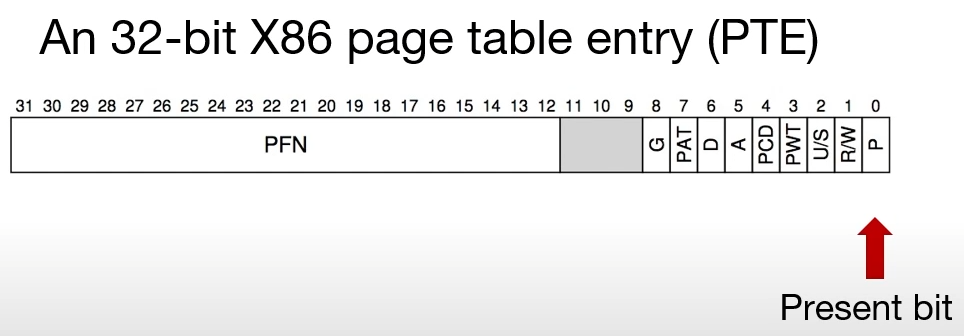 An 32-bit X86 page table entry (PTE)
31 30 29 28 27 26 25 24 23 22 21 20 19 18 17 16 15 14 13 12 11 10 9 8 7 6 5 4 3 2 1 0
PFN G PAT D A PCD PWT U/S R/W P
Present bit